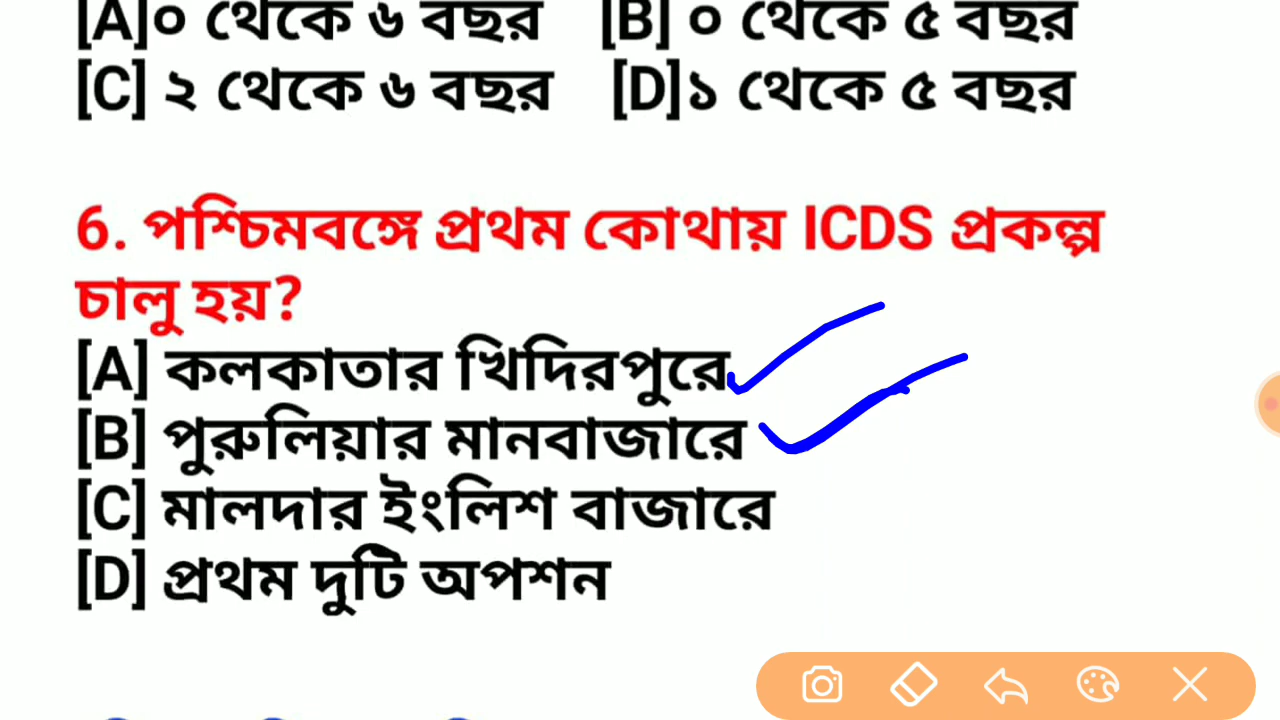 [A]০ থেকে ৬ বছর [B] ০ থেকে ৫ বছর
[C] ২ থেকে ৬ বছর [D]১ থেকে ৫ বছর
6. পশ্চিমবঙ্গে প্রথম কোথায় ICDS প্রকল্প
চালু হয়?
[A] কলকাতার খিদিরপুরে
[B] পুরুলিয়ার মানবাজারে
[C] মালদার ইংলিশ বাজারে
[D] প্রথম দুটি অপশন